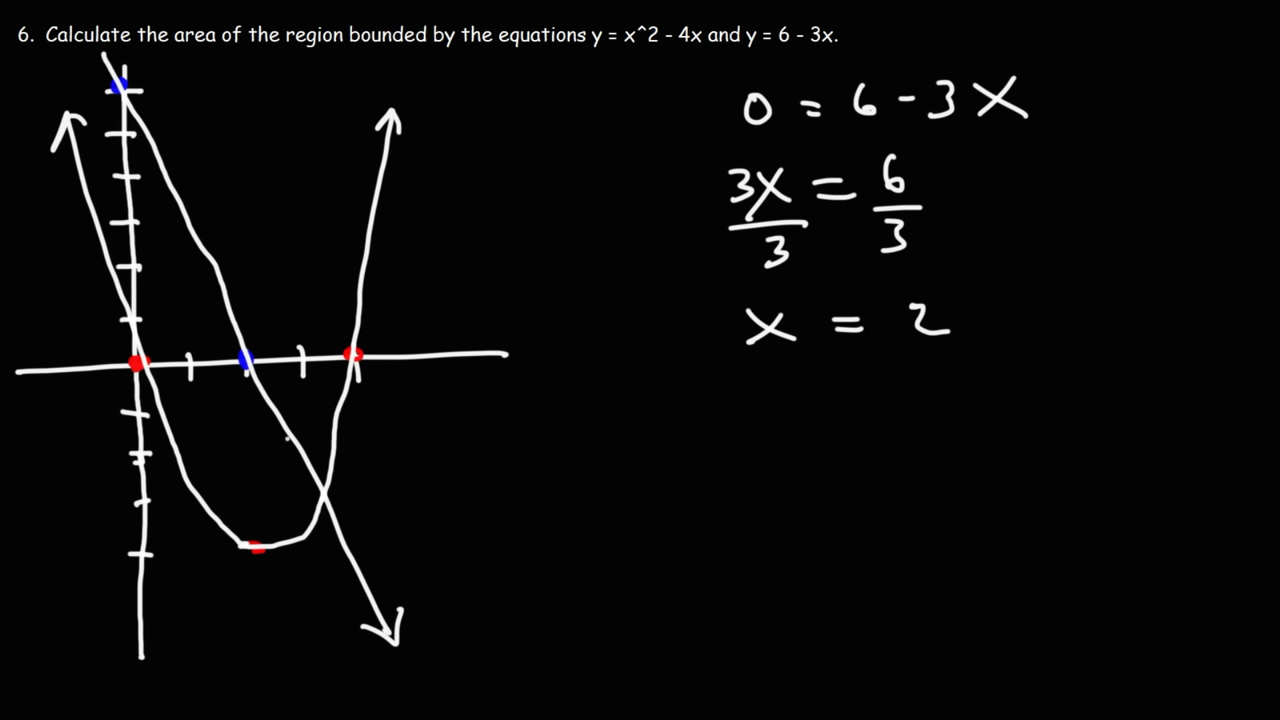 6. Calculate the area of the region bounded by the equations y = x^2 - 4x and y = 6 - 3x.
0 = 6 - 3x
3x/3 = 6/3
x = 2